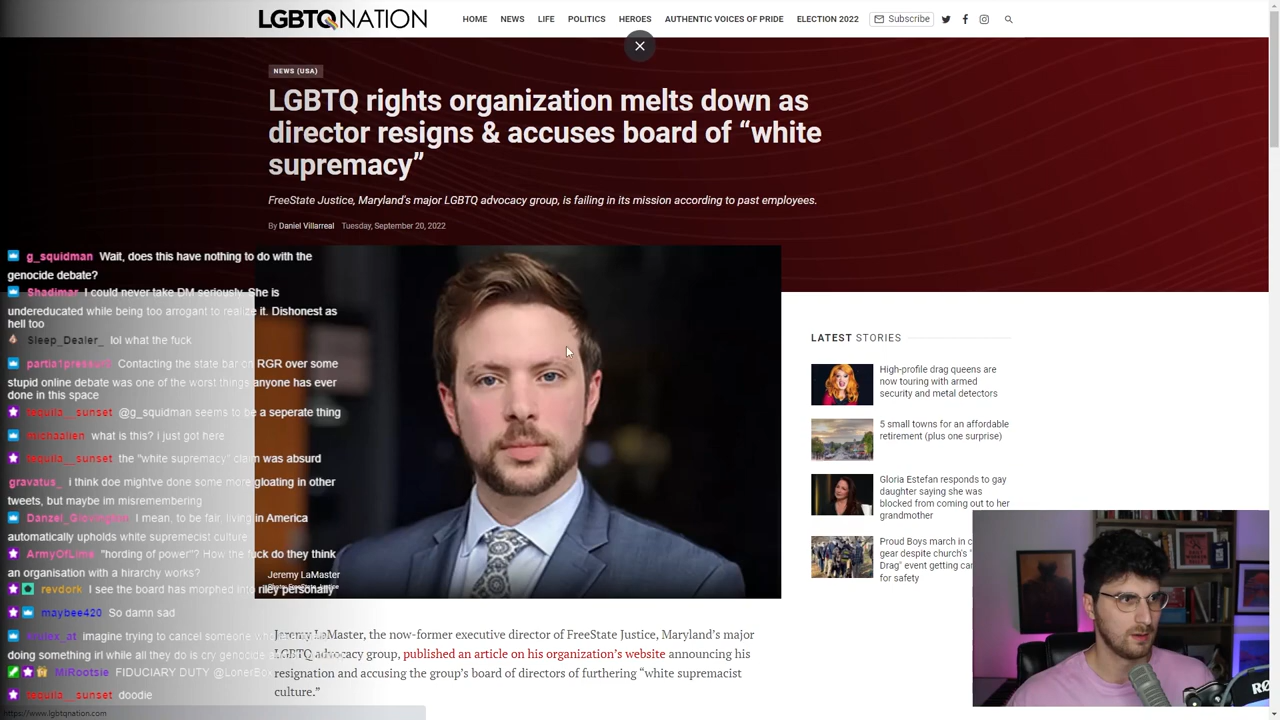 LGBTQNATION
HOME NEWS LIFE POLITICS HEROES AUTHENTIC VOICES OF PRIDE ELECTION 2022 Subscribe
NEWS (USA)
LGBTQ rights organization melts down as
director resigns & accuses board of “white
supremacy”
FreeState Justice, Maryland's major LGBTQ advocacy group, is failing in its mission according to past employees.
By Daniel Villarreal Tuesday, September 20, 2022
g_squidman Wait, does this have nothing to do with the
genocide debate?
Shadimar I could never take DM seriously. She is
undereducated while being too arrogant to realize it. Dishonest as
hell too
Sleep_Dealer_ lol what the fuck
Contacting the state bar on RGR over some
stupid online debate was one of the worst things anyone has ever
done in this space
tequila__sunset @g_squidman seems to be a seperate thing
what is this? i just got here
tequila__sunset the "white supremacy" claim was absurd
gravatus_ i think doe mightve done some more gloating in other
tweets, but maybe im misremembering
I mean, to be fair, living in America
automatically upholds white supremecist culture
ArmyOfLime "hording of power"? How the fuck do they think
an organisation with a hirarchy works?
revdork I see the board has morphed into riley personally
maybee420 So damn sad
imagine trying to cancel someone
doing something irl while all they do is cry genocide
MiRootsie FIDUCIARY DUTY
tequila__sunset doodie
Jeremy LaMaster
Photo: FreeState Justice
LATEST STORIES
High-profile drag queens are
now touring with armed
security and metal detectors
5 small towns for an affordable
retirement (plus one surprise)
Gloria Estefan responds to gay
daughter saying she was
blocked from coming out to her
grandmother
Proud Boys march in
gear despite church's
Drag" event getting
for safety
Jeremy LaMaster, the now-former executive director of FreeState Justice, Maryland’s major
LGBTQ advocacy group, published an article on his organization’s website announcing his
resignation and accusing the group’s board of directors of furthering “white supremacist
culture.”
https://www.lgbtqnation.com